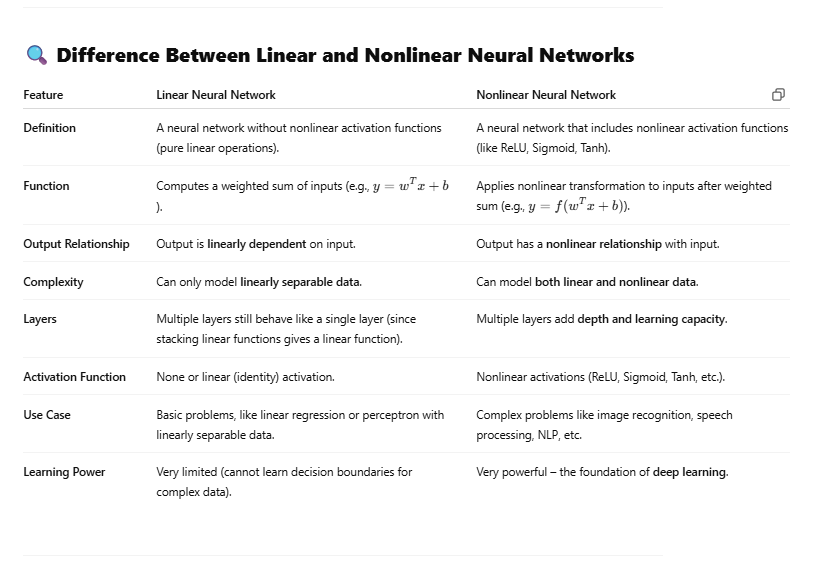 🔍 Difference Between Linear and Nonlinear Neural Networks
Feature Linear Neural Network Nonlinear Neural Network
Definition A neural network without nonlinear activation functions (pure linear operations). A neural network that includes nonlinear activation functions (like ReLU, Sigmoid, Tanh).
Function Computes a weighted sum of inputs (e.g., y = wᵀx + b). Applies nonlinear transformation to inputs after weighted sum (e.g., y = f(wᵀx + b)).
Output Relationship Output is linearly dependent on input. Output has a nonlinear relationship with input.
Complexity Can only model linearly separable data. Can model both linear and nonlinear data.
Layers Multiple layers still behave like a single layer (since stacking linear functions gives a linear function). Multiple layers add depth and learning capacity.
Activation Function None or linear (identity) activation. Nonlinear activations (ReLU, Sigmoid, Tanh, etc.).
Use Case Basic problems, like linear regression or perceptron with linearly separable data. Complex problems like image recognition, speech processing, NLP, etc.
Learning Power Very limited (cannot learn decision boundaries for complex data). Very powerful – the foundation of deep learning.